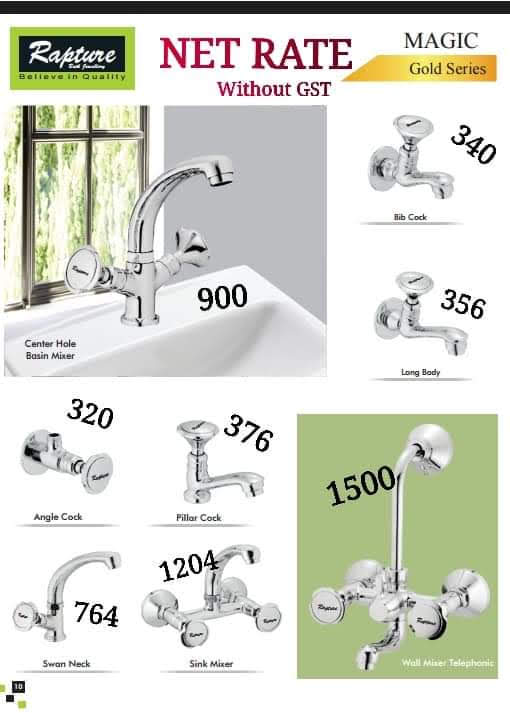 Rapture
Bath Jewellery
Believe in Quality
NET RATE
Without GST
MAGIC
Gold Series
340
Bib Cock
900
Center Hole
Basin Mixer
356
Long Body
320
Angle Cock
Rapture
376
Pillar Cock
1500
764
Swan Neck
1204
Sink Mixer
Rapture
Wall Mixer Telephonic
10